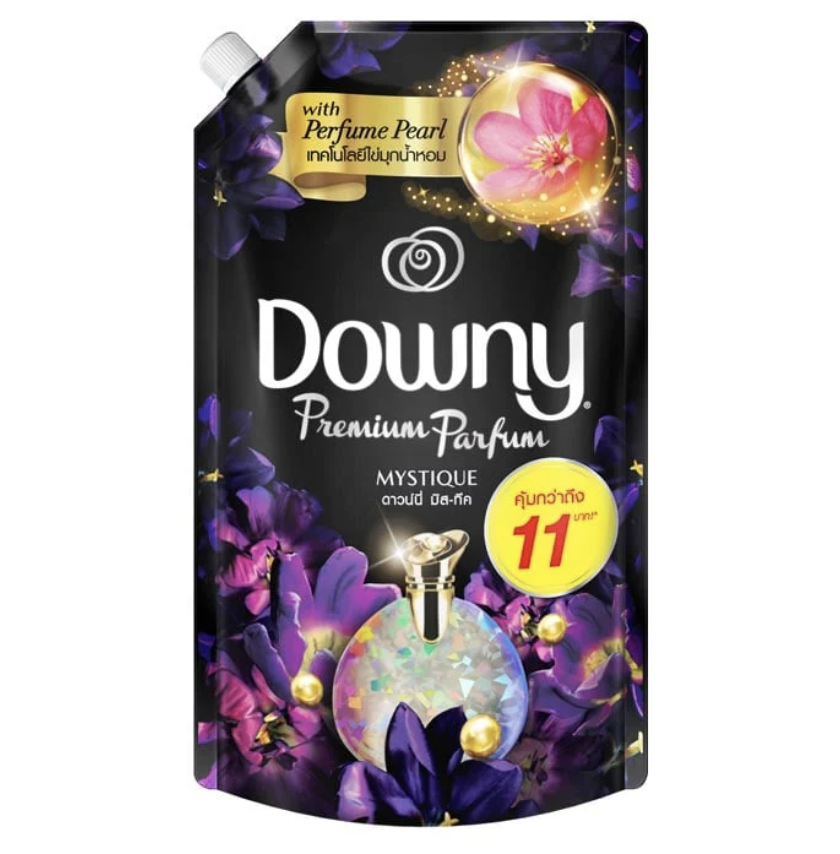 with
Perfume Pearl
เทคโนโลยีไข่มุกน้ำหอม
Downy®
Premium Parfum
MYSTIQUE
ดาวน์นี่ มิส-ทีค
คุ้มกว่าถึง
11 บาท!*